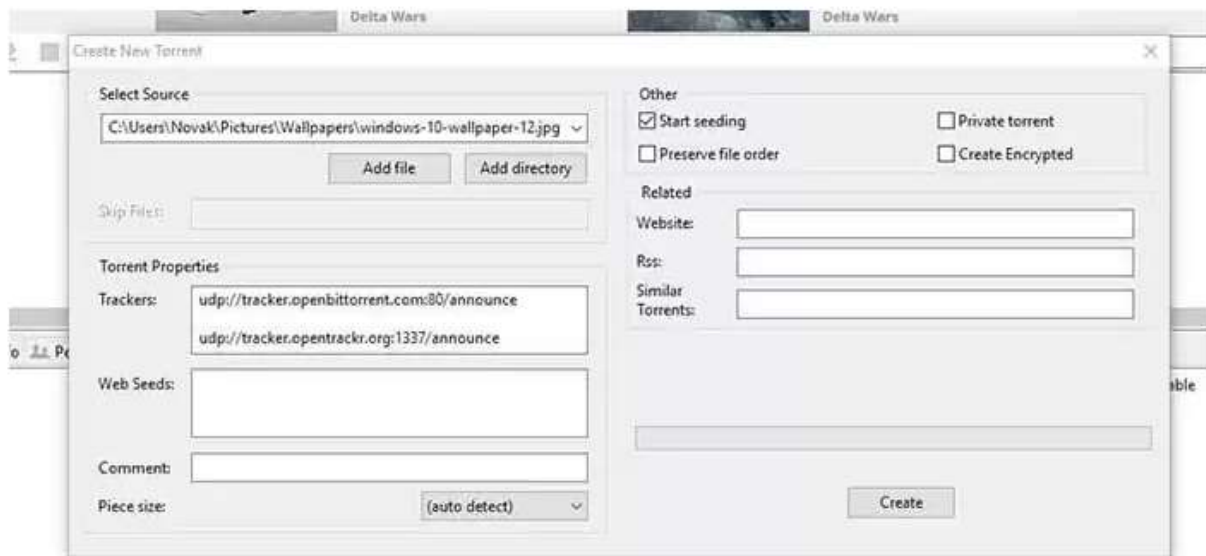 Delta Wars
Delta Wars
Create New Torrent
Select Source
C:\Users\Novak\Pictures\Wallpapers\windows-10-wallpaper-12.jpg
Add file
Add directory
Skip Files:
Torrent Properties
Trackers:
udp://tracker.openbittorrent.com:80/announce
udp://tracker.opentrackr.org:1337/announce
Web Seeds:
Comment:
Piece size:
(auto detect)
Other
Start seeding
Private torrent
Preserve file order
Create Encrypted
Related
Website:
Rss:
Similar
Torrents:
Create